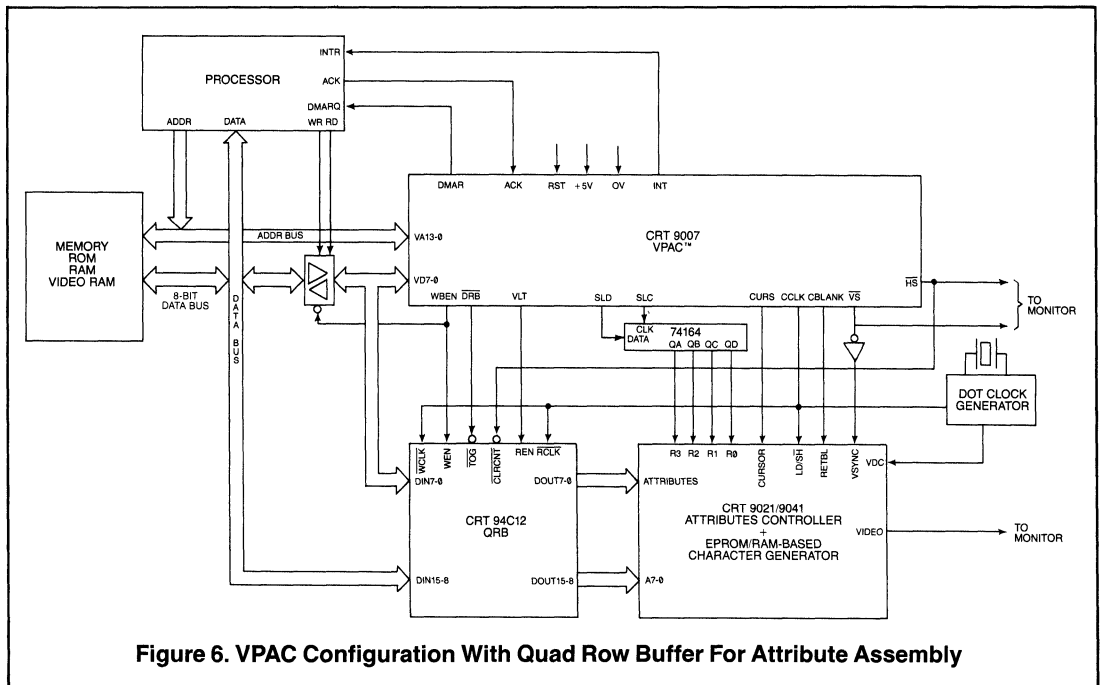 INTR
PROCESSOR
ACK
DMARQ
ADDR DATA WR RD
DMAR ACK RST +5V OV INT
MEMORY
ROM
RAM
VIDEO RAM
ADDR BUS
VA13-0
CRT 9007
VPAC™
8-BIT
DATA BUS
DATA BUS
VD7-0
HS
WBEN DRB VLT SLD SLC CURS CCLK CBLANK VS
TO
MONITOR
CLK
DATA
74164
QA QB QC QD
DOT CLOCK
GENERATOR
WCLK WEN TOG CLRCNT REN RCLK
R3 R2 R1 R0 CURSOR LD/SH RETBL VSYNC VDC
DIN7-0 DOUT7-0
ATTRIBUTES
CRT 94C12
QRB
CRT 9021/9041
ATTRIBUTES CONTROLLER
+
EPROM/RAM-BASED
CHARACTER GENERATOR
VIDEO
TO
MONITOR
DIN15-8 DOUT15-8
A7-0
Figure 6. VPAC Configuration With Quad Row Buffer For Attribute Assembly